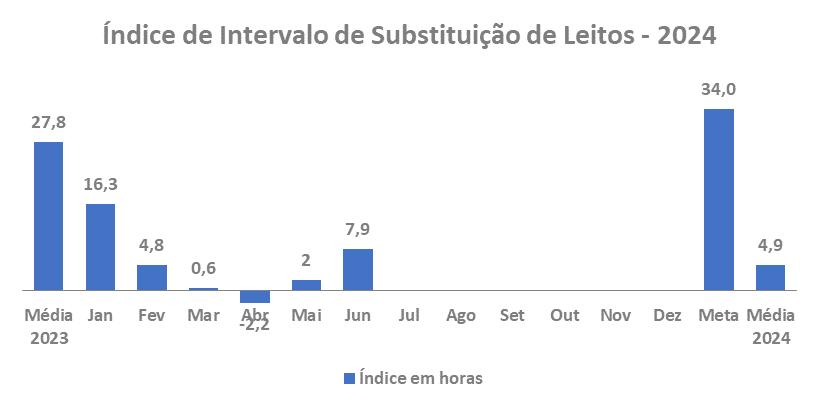 Índice de Intervalo de Substituição de Leitos - 2024
27,8
16,3
4,8
0,6
-2,2
2
7,9
34,0
4,9
Média 2023
Jan
Fev
Mar
Abr
Mai
Jun
Jul
Ago
Set
Out
Nov
Dez
Meta
Média 2024
Índice em horas